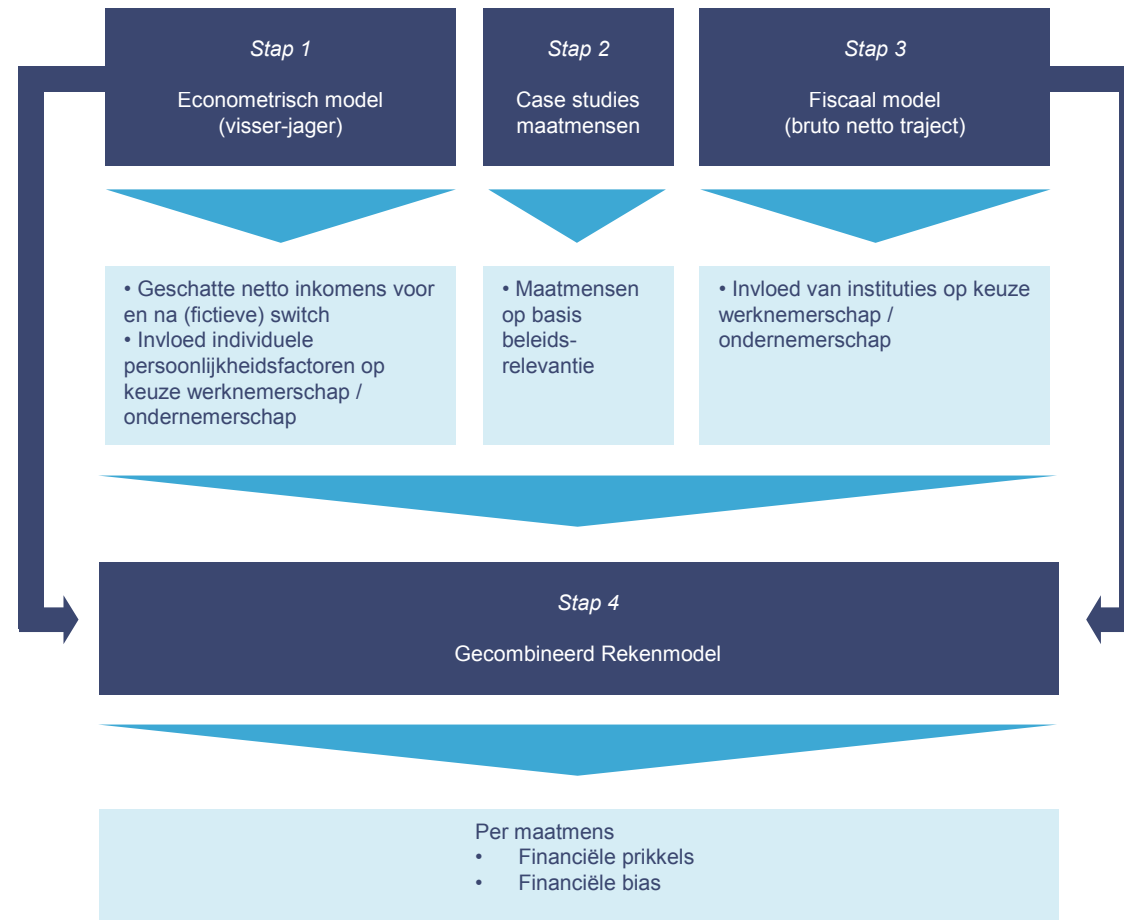 Stap 1
Econometrisch model
(visser-jager)
Stap 2
Case studies
maatmensen
Stap 3
Fiscaal model
(bruto netto traject)
• Geschatte netto inkomens voor
en na (fictieve) switch
• Invloed individuele
persoonlijkheidsfactoren op
keuze werknemerschap /
ondernemerschap
• Maatmensen
op basis
beleids-
relevantie
• Invloed van instituties op keuze
werknemerschap /
ondernemerschap
Stap 4
Gecombineerd Rekenmodel
Per maatmens
• Financiële prikkels
• Financiële bias